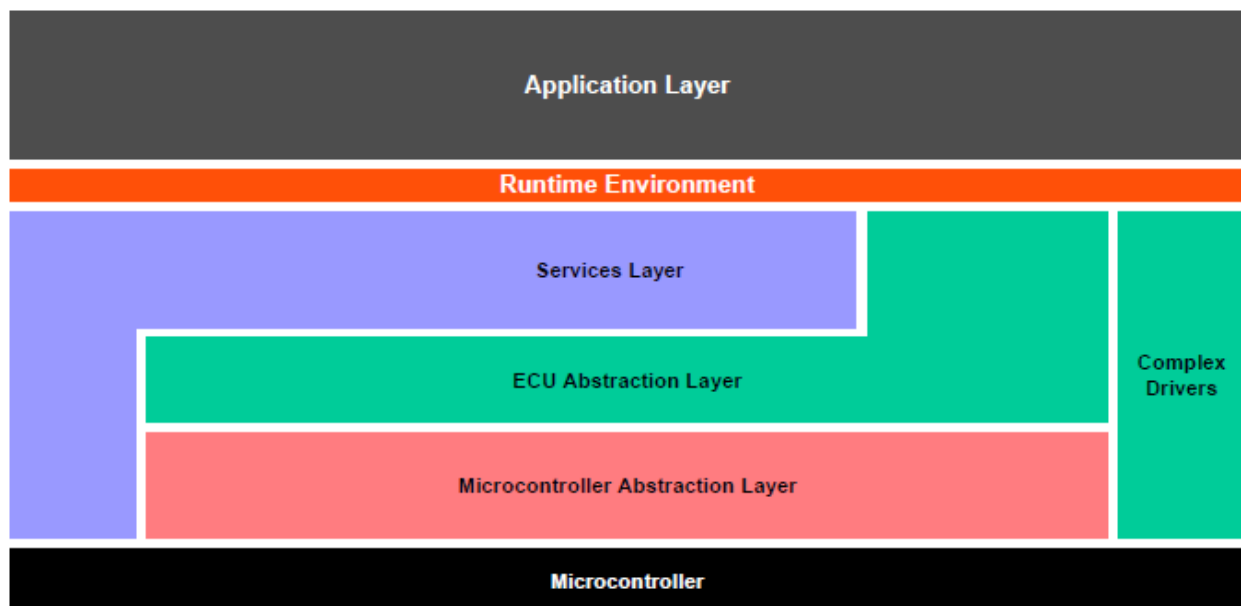 Application Layer
Runtime Environment
Services Layer
ECU Abstraction Layer
Complex
Drivers
Microcontroller Abstraction Layer
Microcontroller